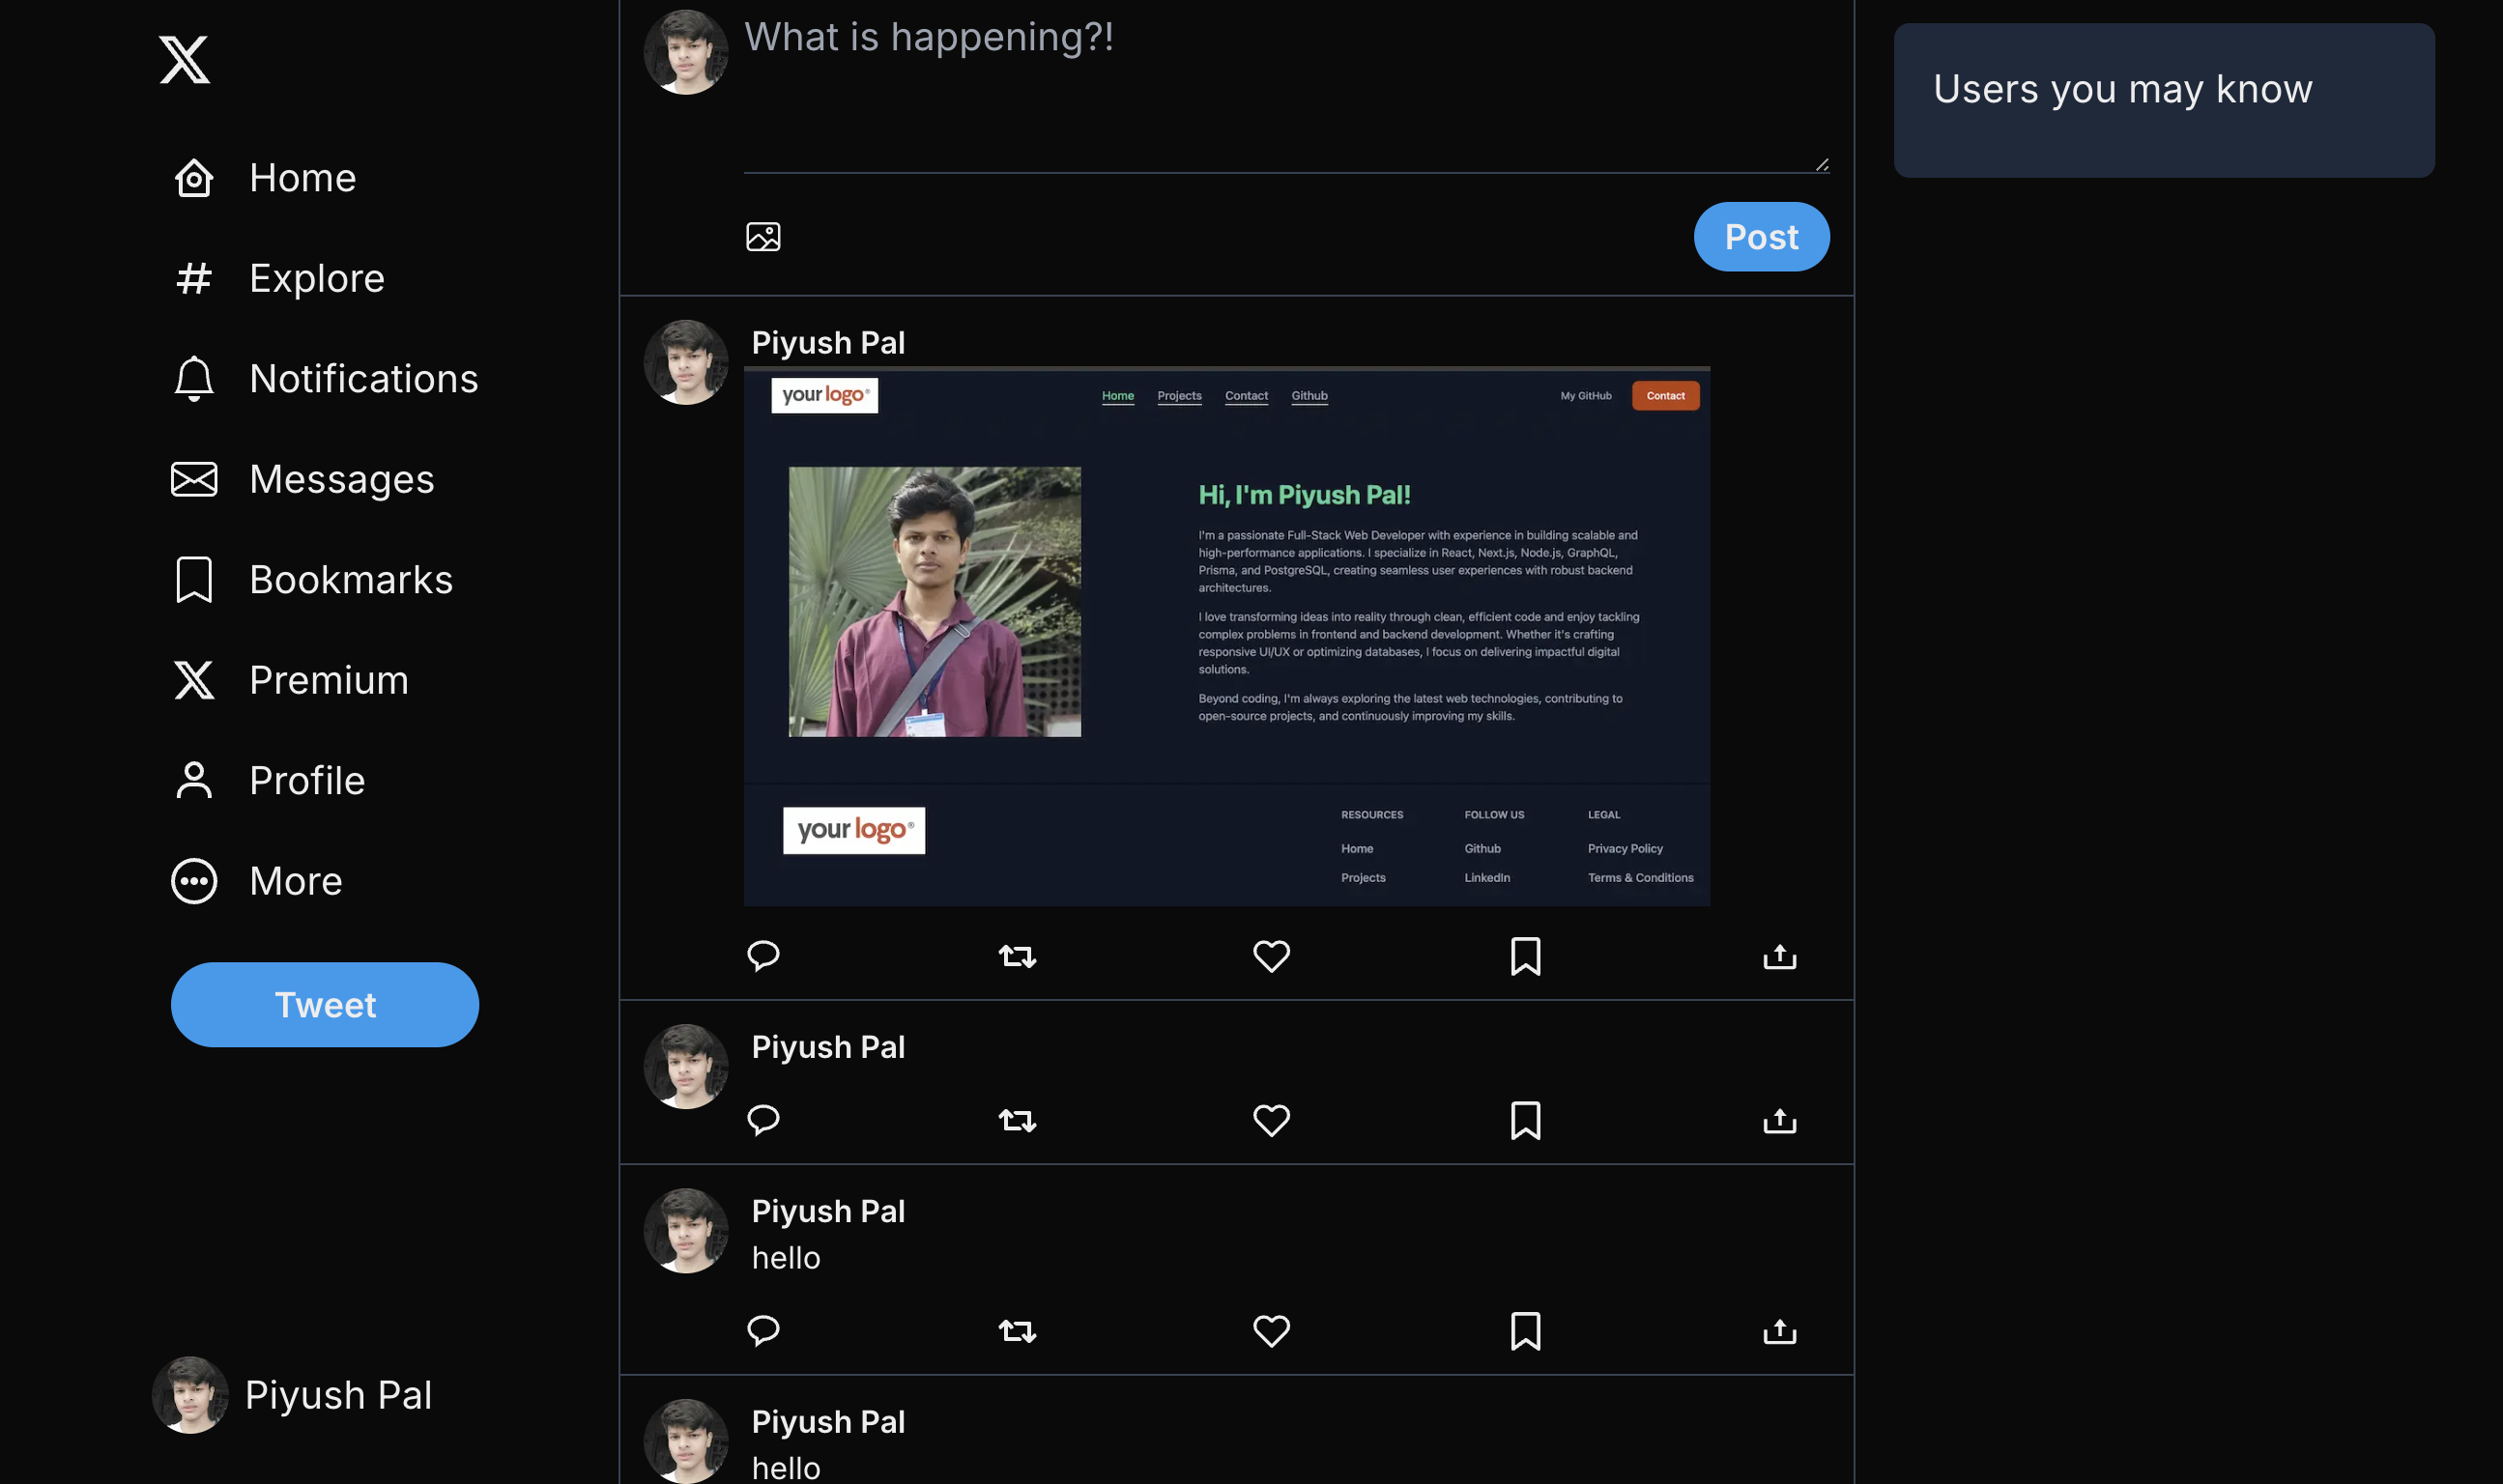 Home
Explore
Notifications
Messages
Bookmarks
Premium
Profile
More
Tweet
Piyush Pal
What is happening?!
Post
Piyush Pal
your logo®
Home Projects Contact Github
My GitHub Contact
Hi, I'm Piyush Pal!
I'm a passionate Full-Stack Web Developer with experience in building scalable and
high-performance applications. I specialize in React, Next.js, Node.js, GraphQL,
Prisma, and PostgreSQL, creating seamless user experiences with robust backend
architectures.
I love transforming ideas into reality through clean, efficient code and enjoy tackling
complex problems in frontend and backend development. Whether it's crafting
responsive UI/UX or optimizing databases, I focus on delivering impactful digital
solutions.
Beyond coding, I'm always exploring the latest web technologies, contributing to
open-source projects, and continuously improving my skills.
your logo®
RESOURCES FOLLOW US LEGAL
Home Github Privacy Policy
Projects LinkedIn Terms & Conditions
Piyush Pal
Piyush Pal
hello
Piyush Pal
hello
Users you may know